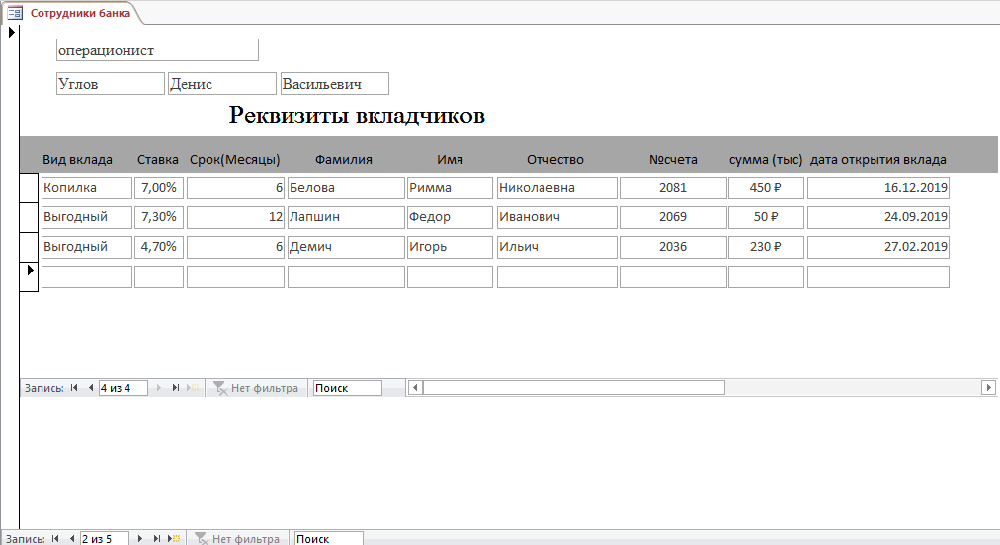 Сотрудники банка
операционист
Углов Денис Васильевич
Реквизиты вкладчиков
Вид вклада Ставка Срок(Месяцы) Фамилия Имя Отчество №счета сумма (тыс) дата открытия вклада
Копилка 7,00% 6 Белова Римма Николаевна 2081 450 ₽ 16.12.2019
Выгодный 7,30% 12 Лапшин Федор Иванович 2069 50 ₽ 24.09.2019
Выгодный 4,70% 6 Демич Игорь Ильич 2036 230 ₽ 27.02.2019
Запись: 4 из 4 Нет фильтра Поиск
Запись: 2 из 5 Нет фильтра Поиск